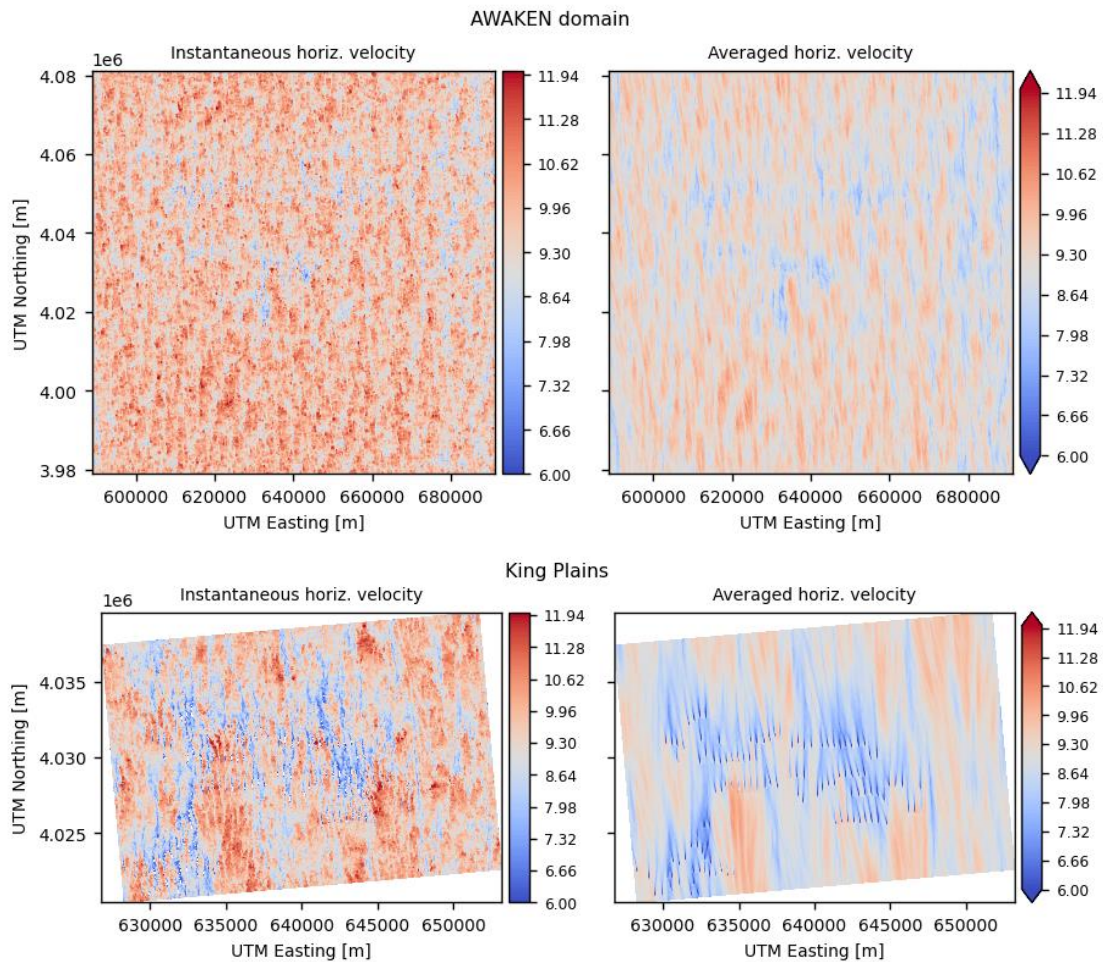 AWAKEN domain
Instantaneous horiz. velocity
Averaged horiz. velocity
1e6
4.08
4.06
4.04
4.02
4.00
3.98
UTM Northing [m]
600000 620000 640000 660000 680000
UTM Easting [m]
11.94
11.28
10.62
9.96
9.30
8.64
7.98
7.32
6.66
6.00
600000 620000 640000 660000 680000
UTM Easting [m]
11.94
11.28
10.62
9.96
9.30
8.64
7.98
7.32
6.66
6.00
King Plains
Instantaneous horiz. velocity
Averaged horiz. velocity
1e6
4.035
4.030
4.025
UTM Northing [m]
630000 635000 640000 645000 650000
UTM Easting [m]
11.94
11.28
10.62
9.96
9.30
8.64
7.98
7.32
6.66
6.00
630000 635000 640000 645000 650000
UTM Easting [m]
11.94
11.28
10.62
9.96
9.30
8.64
7.98
7.32
6.66
6.00